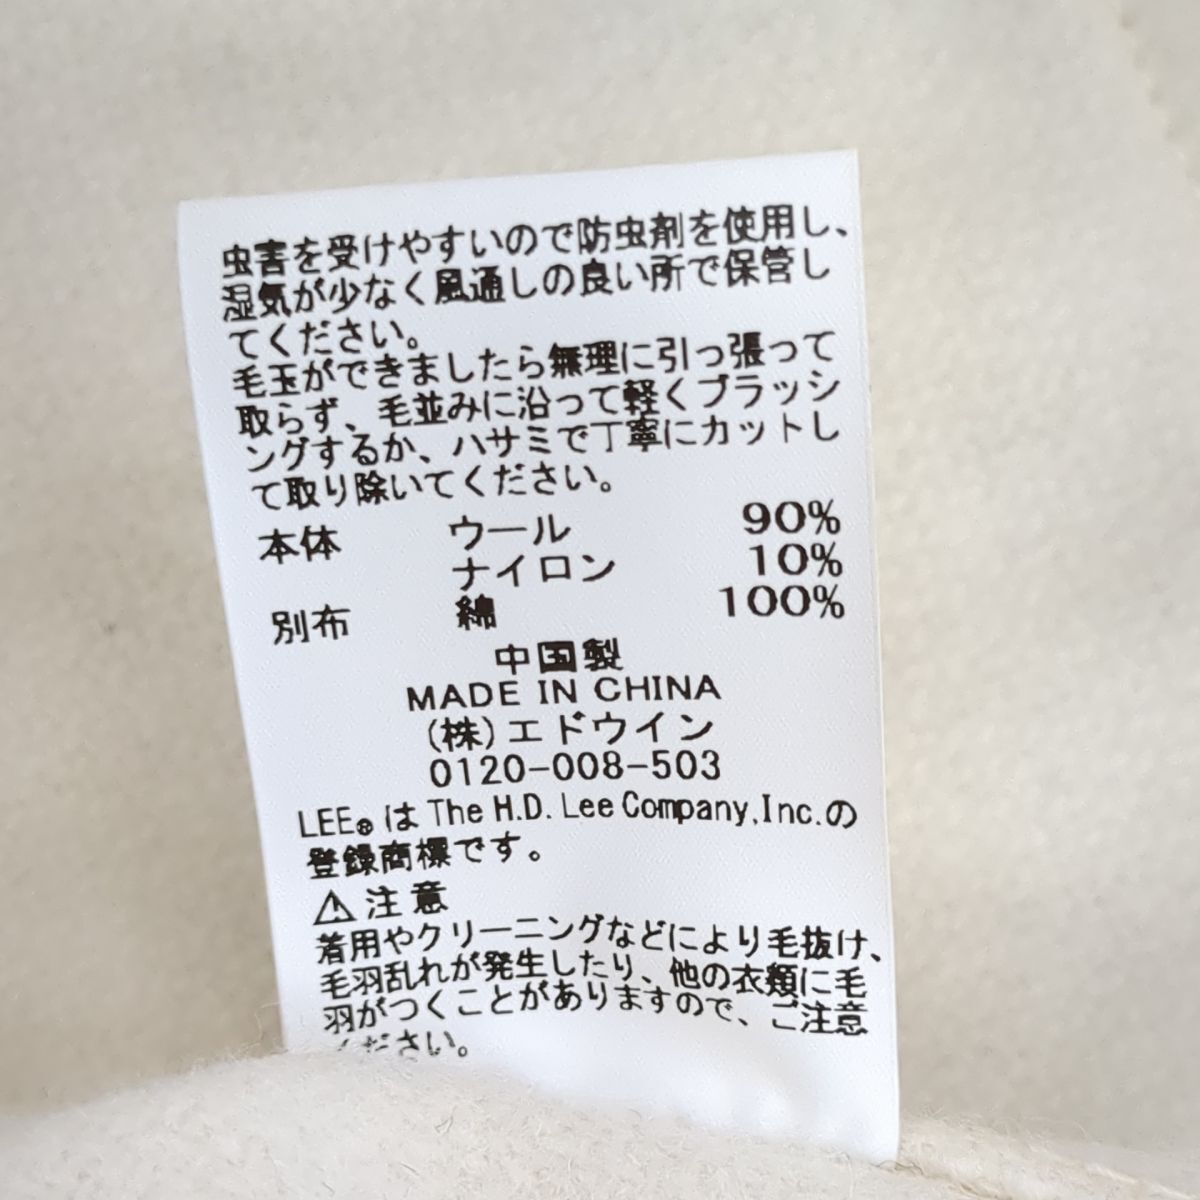 虫害を受けやすいので防虫剤を使用し、
湿気が少なく風通しの良い所で保管し
てください。
毛玉ができましたら無理に引っ張って
取らず、毛並みに沿って軽くブラッシ
ングするか、ハサミで丁寧にカットし
て取り除いてください。
本体 ウール 90%
ナイロン 10%
別布 綿 100%
中国製
MADE IN CHINA
(株)エドウイン
0120-008-503
LEE®は The H.D. Lee Company,Inc.の
登録商標です。
⚠注意
着用やクリーニングなどにより毛抜け、
毛羽乱れが発生したり、他の衣類に毛
羽がつくことがありますので、ご注意
ください。